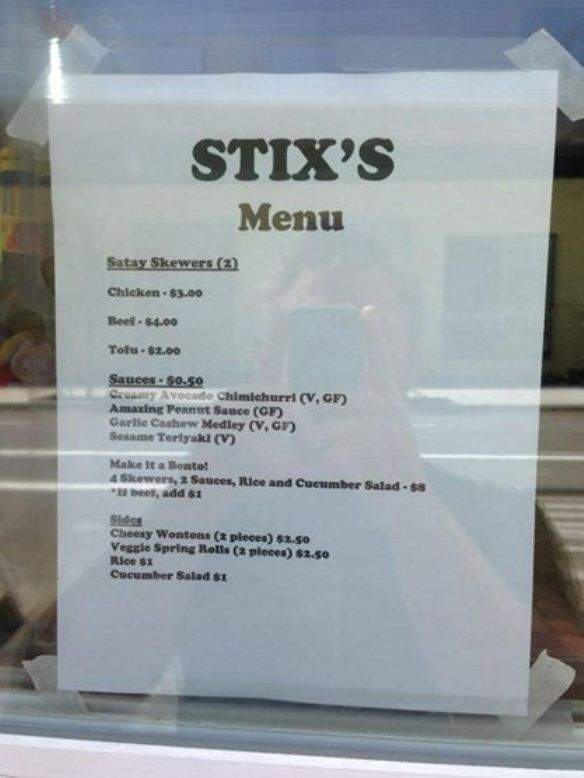 STIX'S
Menu
Satay Skewers (2)
Chicken - $3.00
Beef - $4.00
Tofu - $2.00
Sauces - $0.50
Creamy Avocado Chimichurri (V, GF)
Amazing Peanut Sauce (GF)
Garlic Cashew Medley (V, GF)
Sesame Teriyaki (V)
Make it a Bento!
4 Skewers, 2 Sauces, Rice and Cucumber Salad - $8
*If beef, add $1
Sides
Cheesy Wontons (2 pieces) $2.50
Veggie Spring Rolls (2 pieces) $2.50
Rice $1
Cucumber Salad $1